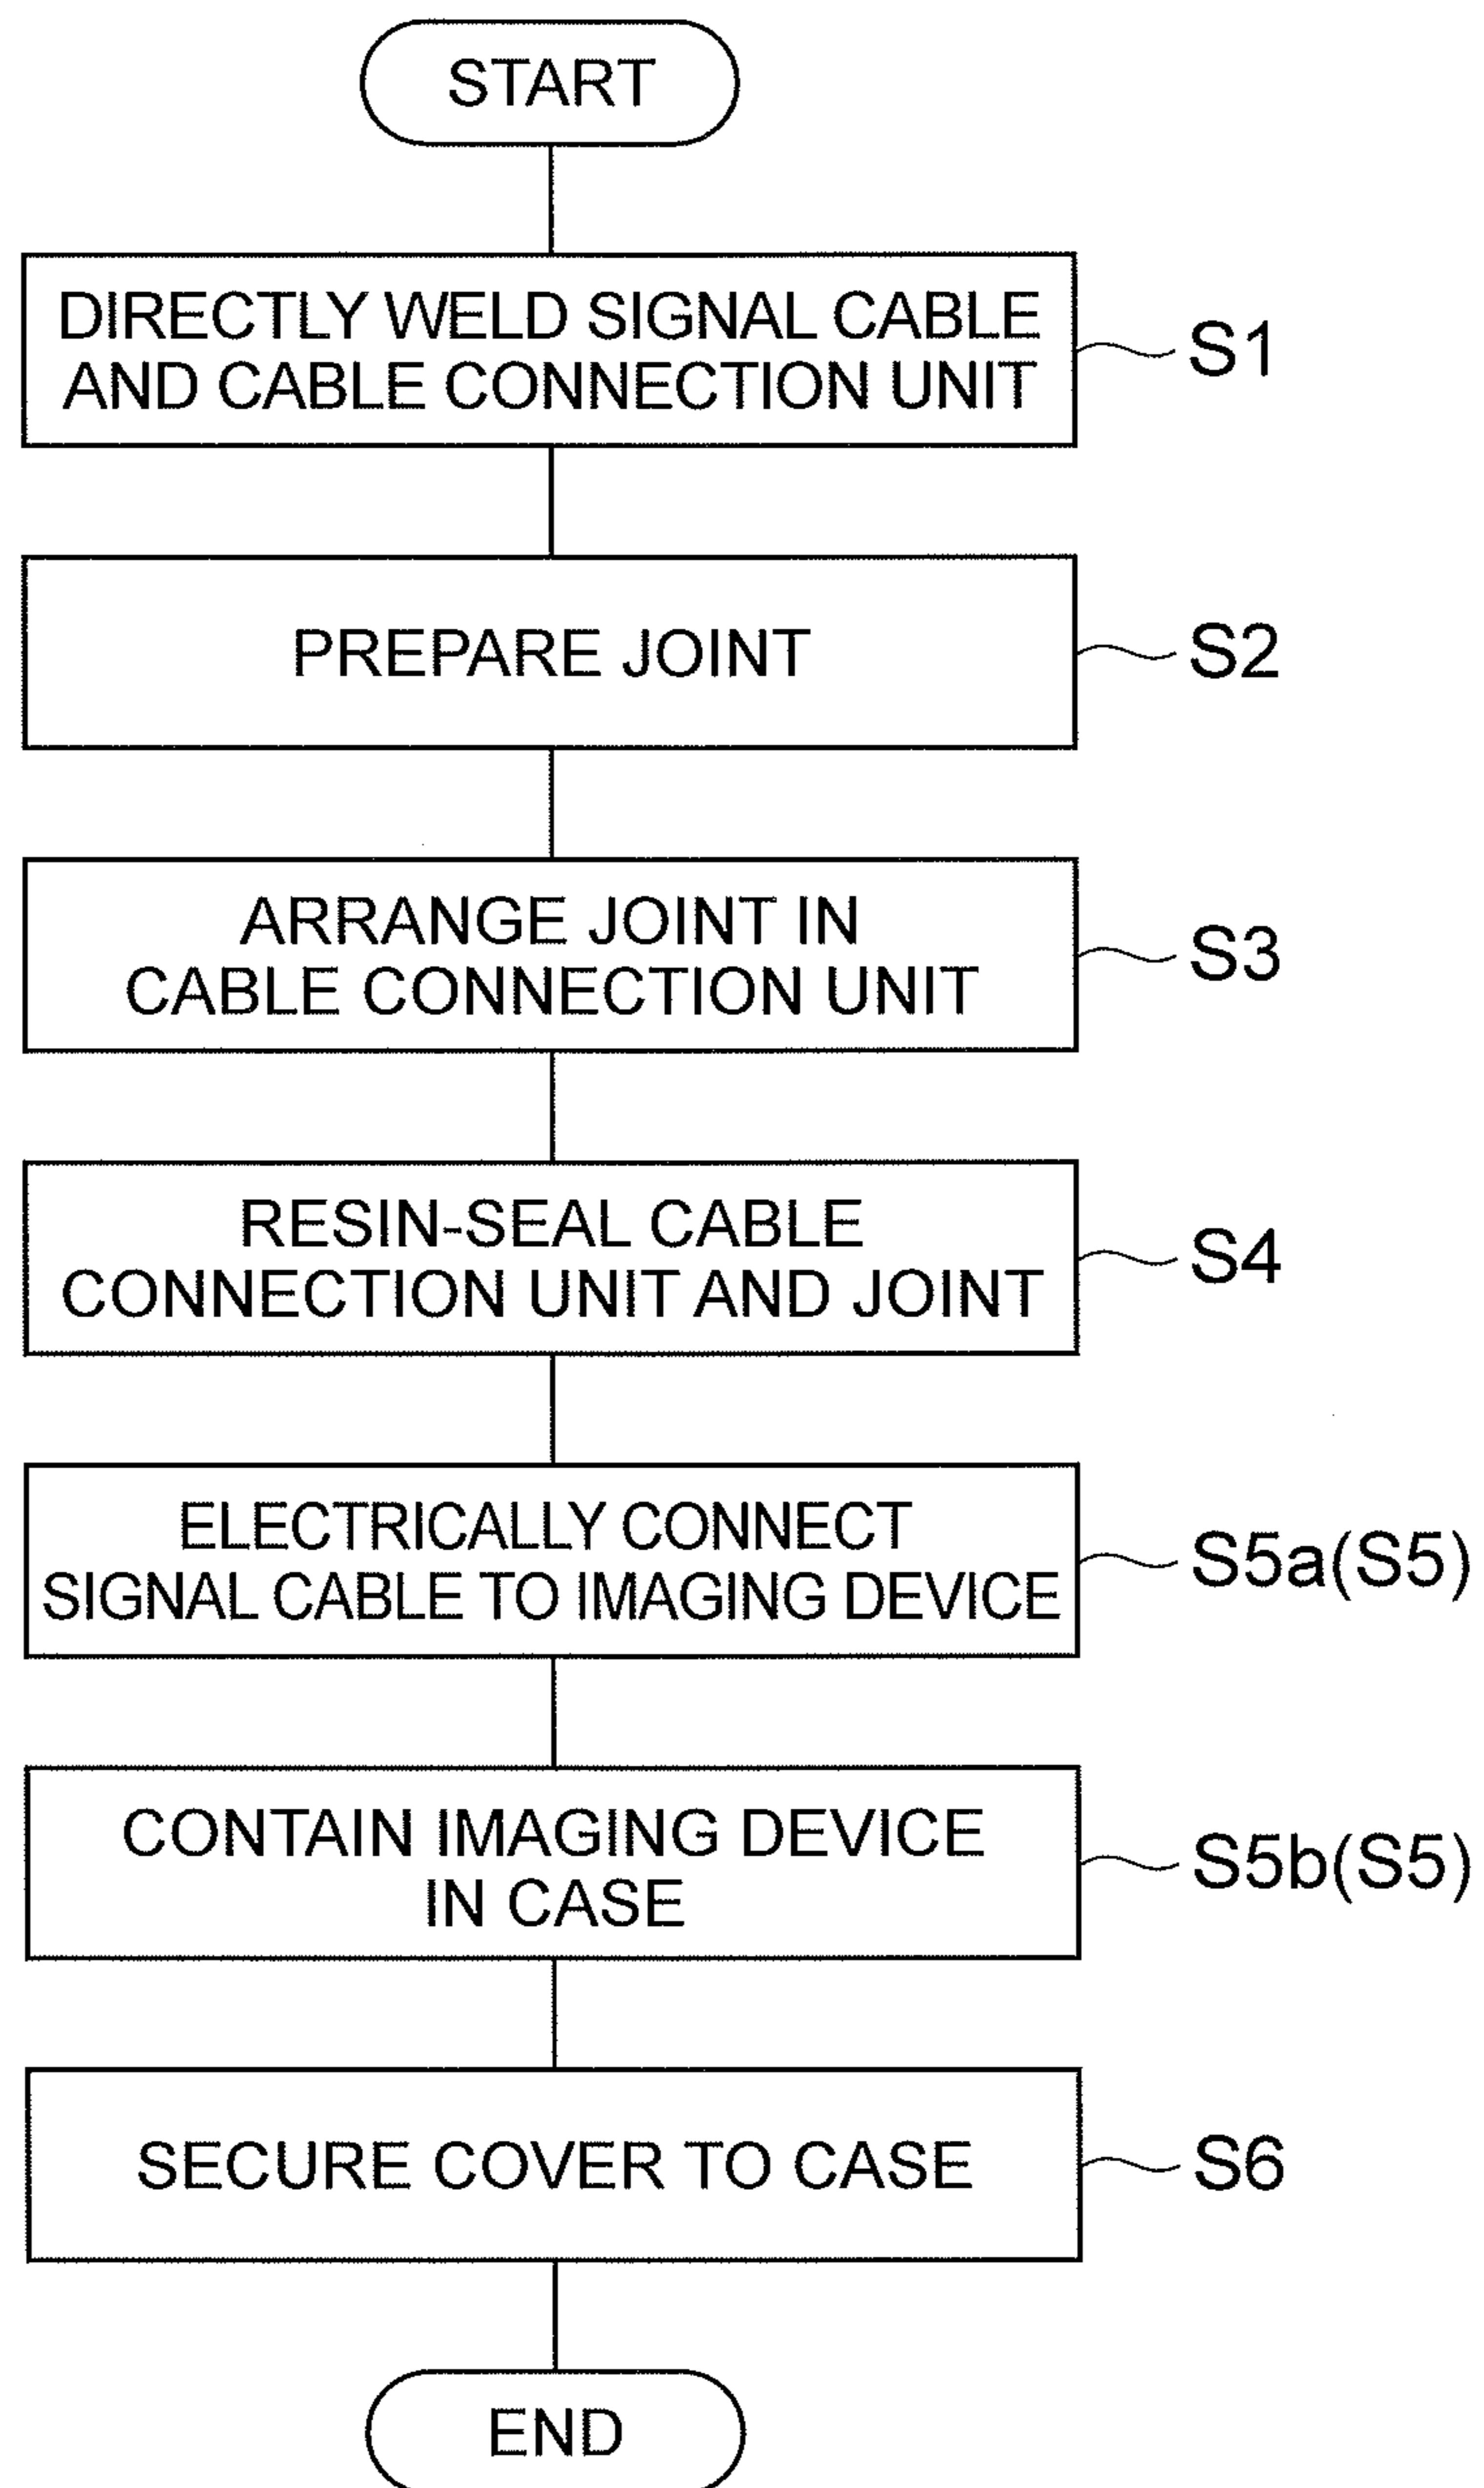 START
DIRECTLY WELD SIGNAL CABLE
AND CABLE CONNECTION UNIT
S1
PREPARE JOINT
S2
ARRANGE JOINT IN
CABLE CONNECTION UNIT
S3
RESIN-SEAL CABLE
CONNECTION UNIT AND JOINT
S4
ELECTRICALLY CONNECT
SIGNAL CABLE TO IMAGING DEVICE
S5a(S5)
CONTAIN IMAGING DEVICE
IN CASE
S5b(S5)
SECURE COVER TO CASE
S6
END